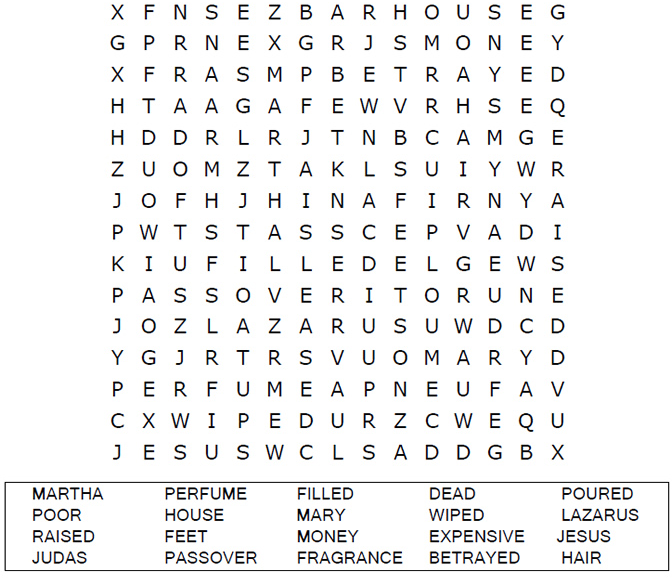 X F N S E Z B A R H O U S E G
G P R N E X G R J S M O N E Y
X F R A S M P B E T R A Y E D
H T A A G A F E W V R H S E Q
H D D R L R J T N B C A M G E
Z U O M Z T A K L S U I Y W R
J O F H J H I N A F I R N Y A
P W T S T A S S C E P V A D I
K I U F I L L E D E L G E W S
P A S S O V E R I T O R U N E
J O Z L A Z A R U S U W D C D
Y G J R T R S V U O M A R Y D
P E R F U M E A P N E U F A V
C X W I P E D U R Z C W E Q U
J E S U S W C L S A D D G B X
MARTHA PERFUME FILLED DEAD POURED
POOR HOUSE MARY WIPED LAZARUS
RAISED FEET MONEY EXPENSIVE JESUS
JUDAS PASSOVER FRAGRANCE BETRAYED HAIR